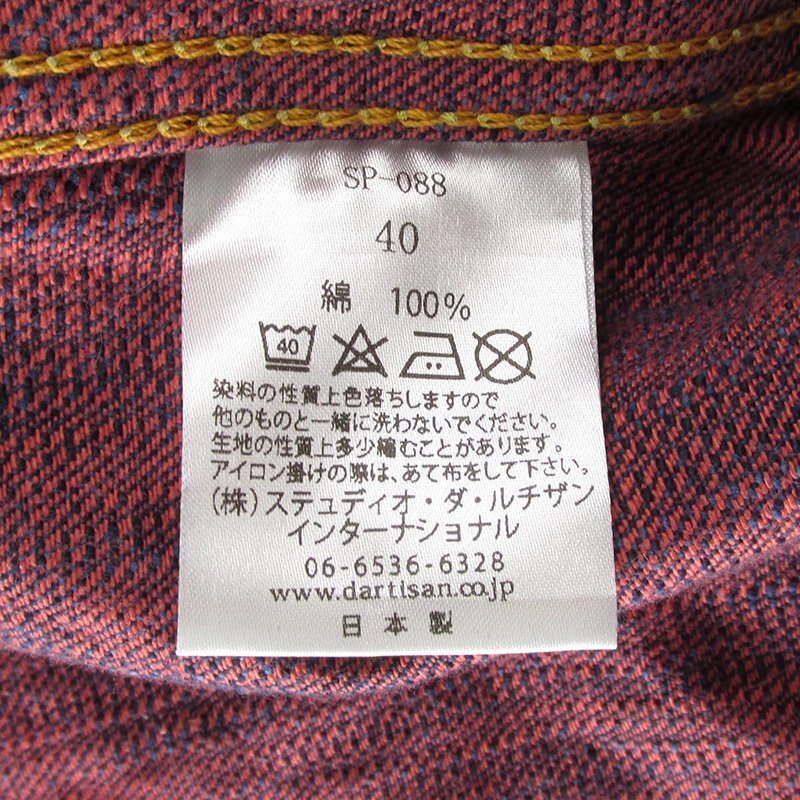 SP-088
40
綿 100%
40
染料の性質上色落ちしますので
他のものと一緒に洗わないでください。
生地の性質上多少縮むことがあります。
アイロン掛けの際は、あて布をして下さい。
(株)ステュディオ・ダ・ルチザン
インターナショナル
06-6536-6328
www.dartisan.co.jp
日本製